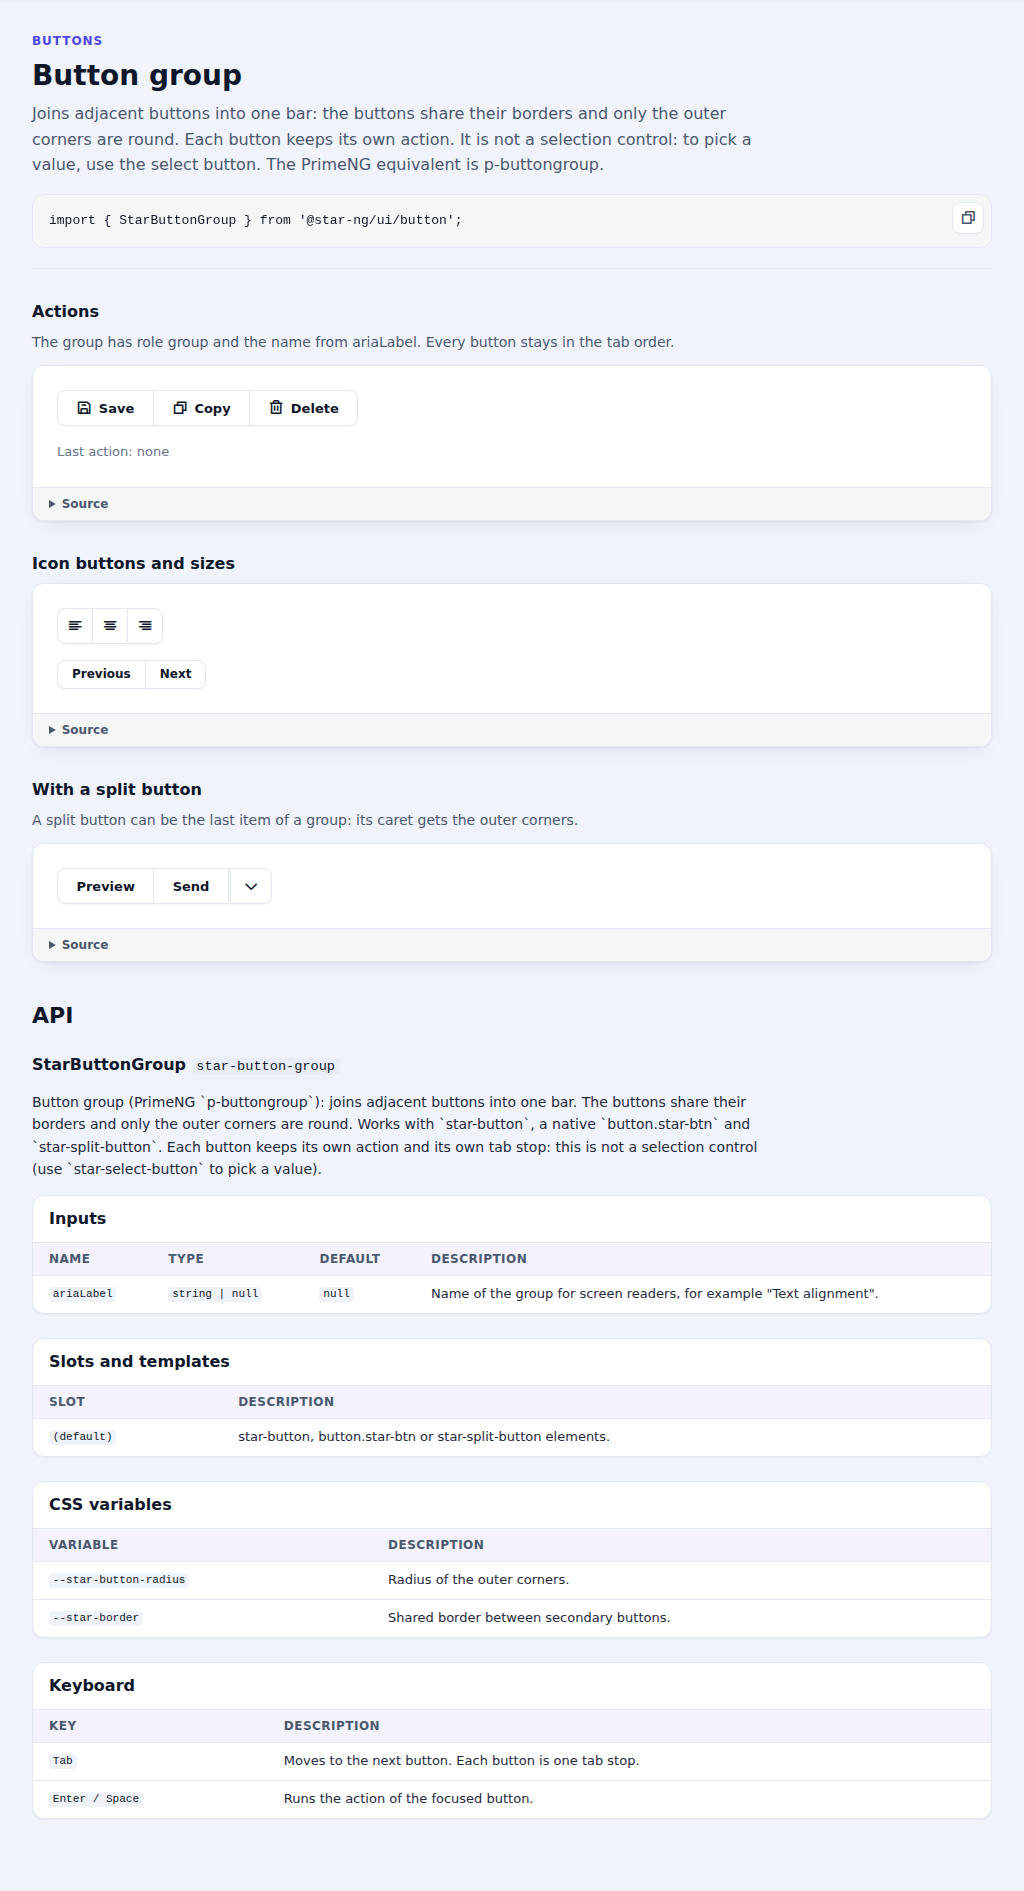 BUTTONS
Button group
Joins adjacent buttons into one bar: the buttons share their borders and only the outer
corners are round. Each button keeps its own action. It is not a selection control: to pick a
value, use the select button. The PrimeNG equivalent is p-buttongroup.
import { StarButtonGroup } from '@star-ng/ui/button';
Actions
The group has role group and the name from ariaLabel. Every button stays in the tab order.
Save Copy Delete
Last action: none
Source
Icon buttons and sizes
Previous Next
Source
With a split button
A split button can be the last item of a group: its caret gets the outer corners.
Preview Send
Source
API
StarButtonGroup star-button-group
Button group (PrimeNG `p-buttongroup`): joins adjacent buttons into one bar. The buttons share their
borders and only the outer corners are round. Works with `star-button`, a native `button.star-btn` and
`star-split-button`. Each button keeps its own action and its own tab stop: this is not a selection control
(use `star-select-button` to pick a value).
Inputs
NAME TYPE DEFAULT DESCRIPTION
ariaLabel string | null null Name of the group for screen readers, for example "Text alignment".
Slots and templates
SLOT DESCRIPTION
(default) star-button, button.star-btn or star-split-button elements.
CSS variables
VARIABLE DESCRIPTION
--star-button-radius Radius of the outer corners.
--star-border Shared border between secondary buttons.
Keyboard
KEY DESCRIPTION
Tab Moves to the next button. Each button is one tab stop.
Enter / Space Runs the action of the focused button.